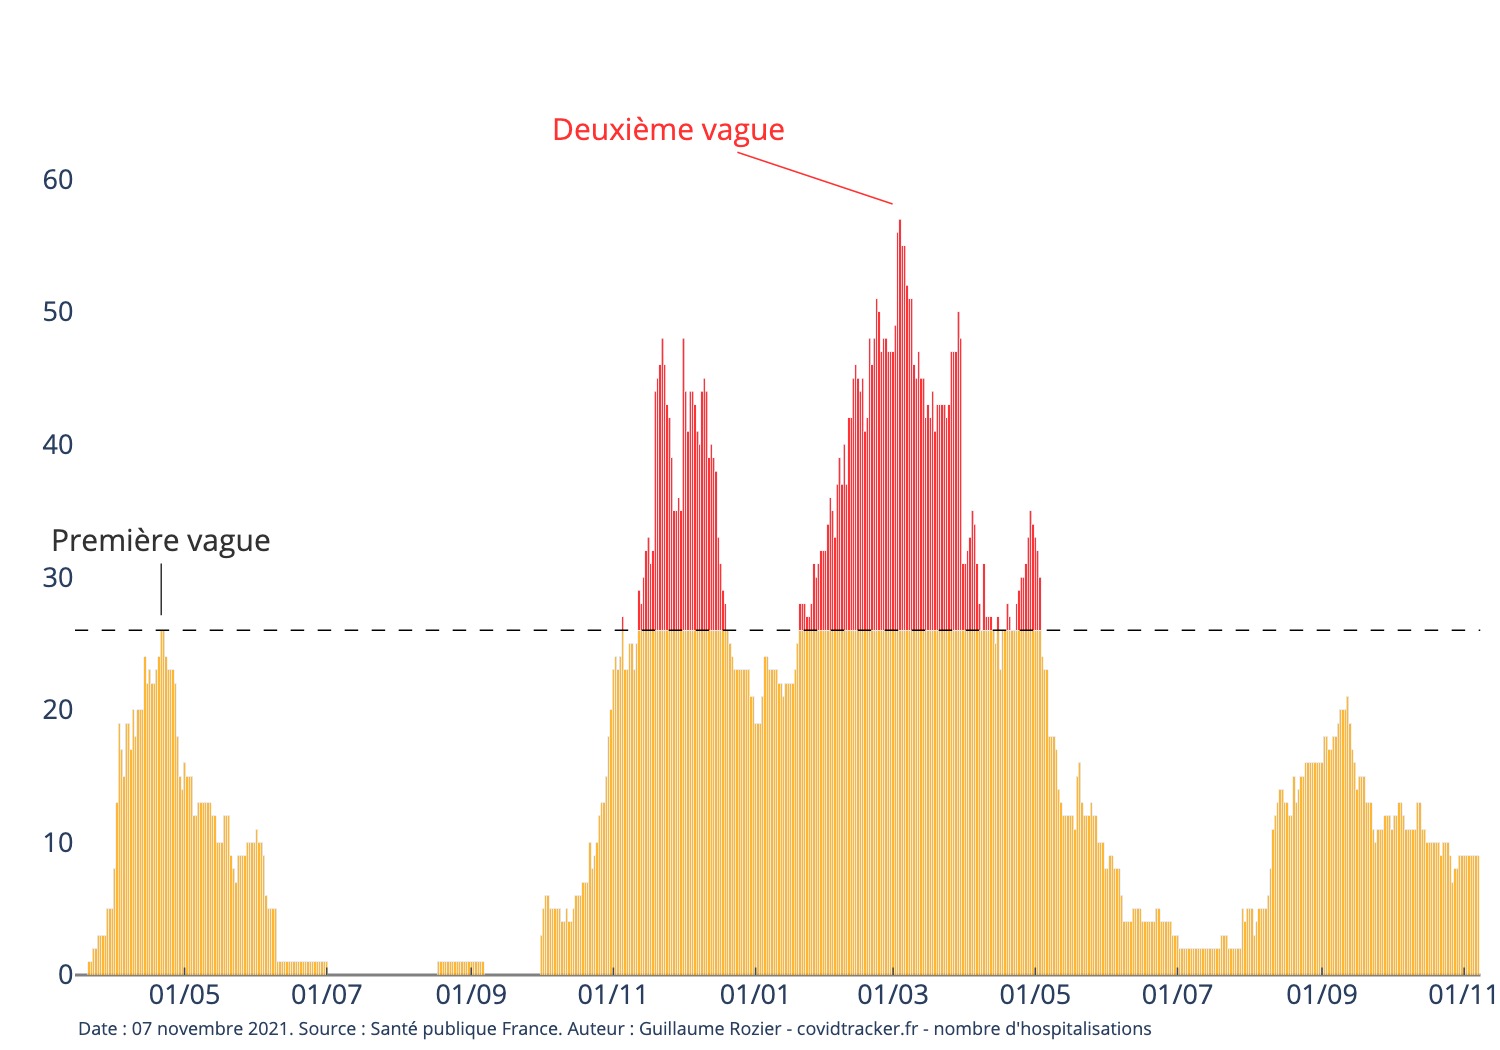 Deuxième vague
60
50
40
Première vague
30
20
10
0
01/05 01/07 01/09 01/11 01/01 01/03 01/05 01/07 01/09 01/11
Date : 07 novembre 2021. Source : Santé publique France. Auteur : Guillaume Rozier - covidtracker.fr - nombre d'hospitalisations